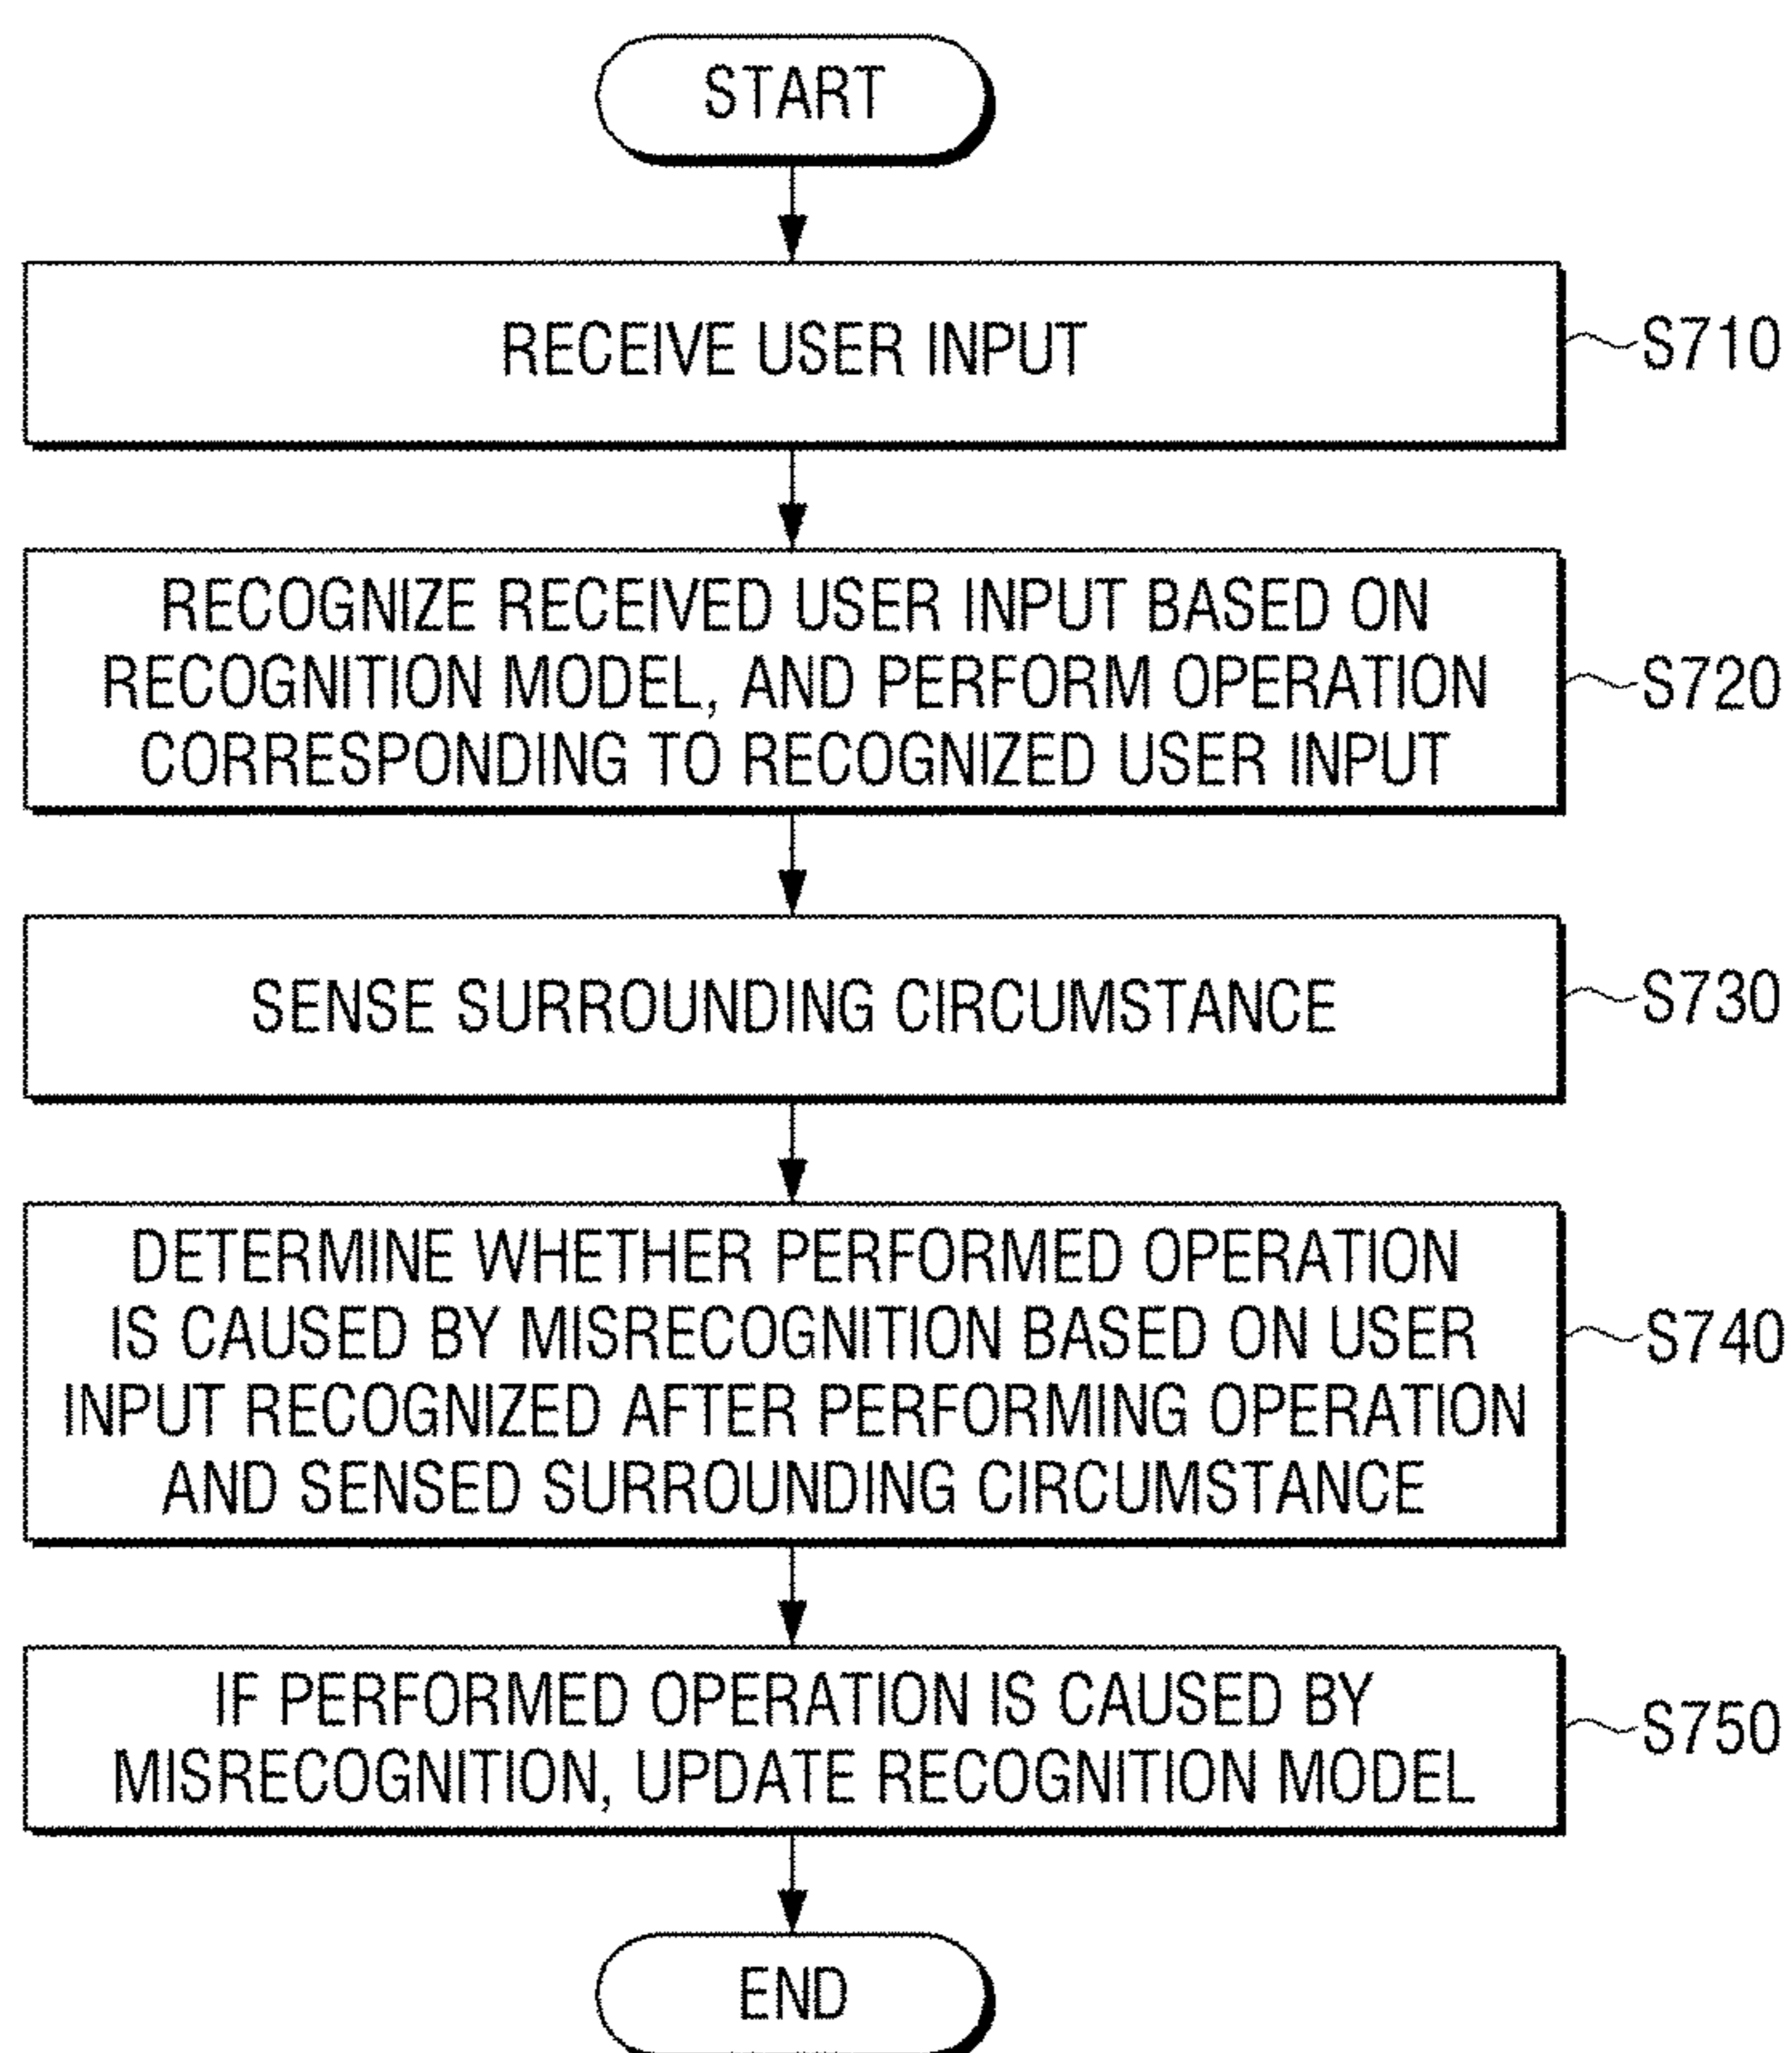 START
RECEIVE USER INPUT
S710
RECOGNIZE RECEIVED USER INPUT BASED ON
RECOGNITION MODEL, AND PERFORM OPERATION
CORRESPONDING TO RECOGNIZED USER INPUT
S720
SENSE SURROUNDING CIRCUMSTANCE
S730
DETERMINE WHETHER PERFORMED OPERATION
IS CAUSED BY MISRECOGNITION BASED ON USER
INPUT RECOGNIZED AFTER PERFORMING OPERATION
AND SENSED SURROUNDING CIRCUMSTANCE
S740
IF PERFORMED OPERATION IS CAUSED BY
MISRECOGNITION, UPDATE RECOGNITION MODEL
S750
END